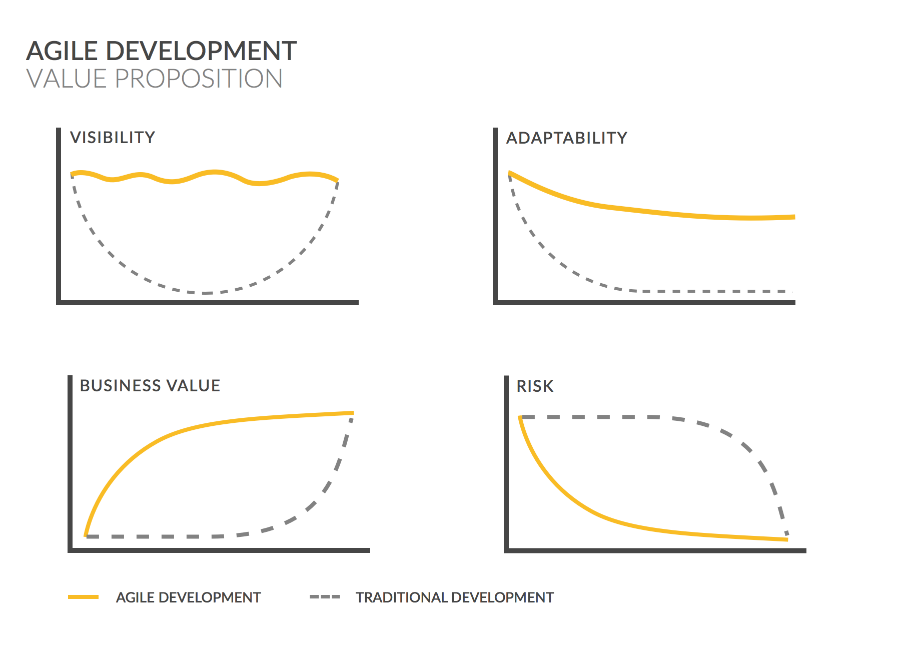 AGILE DEVELOPMENT
VALUE PROPOSITION
VISIBILITY
ADAPTABILITY
BUSINESS VALUE
RISK
AGILE DEVELOPMENT
TRADITIONAL DEVELOPMENT